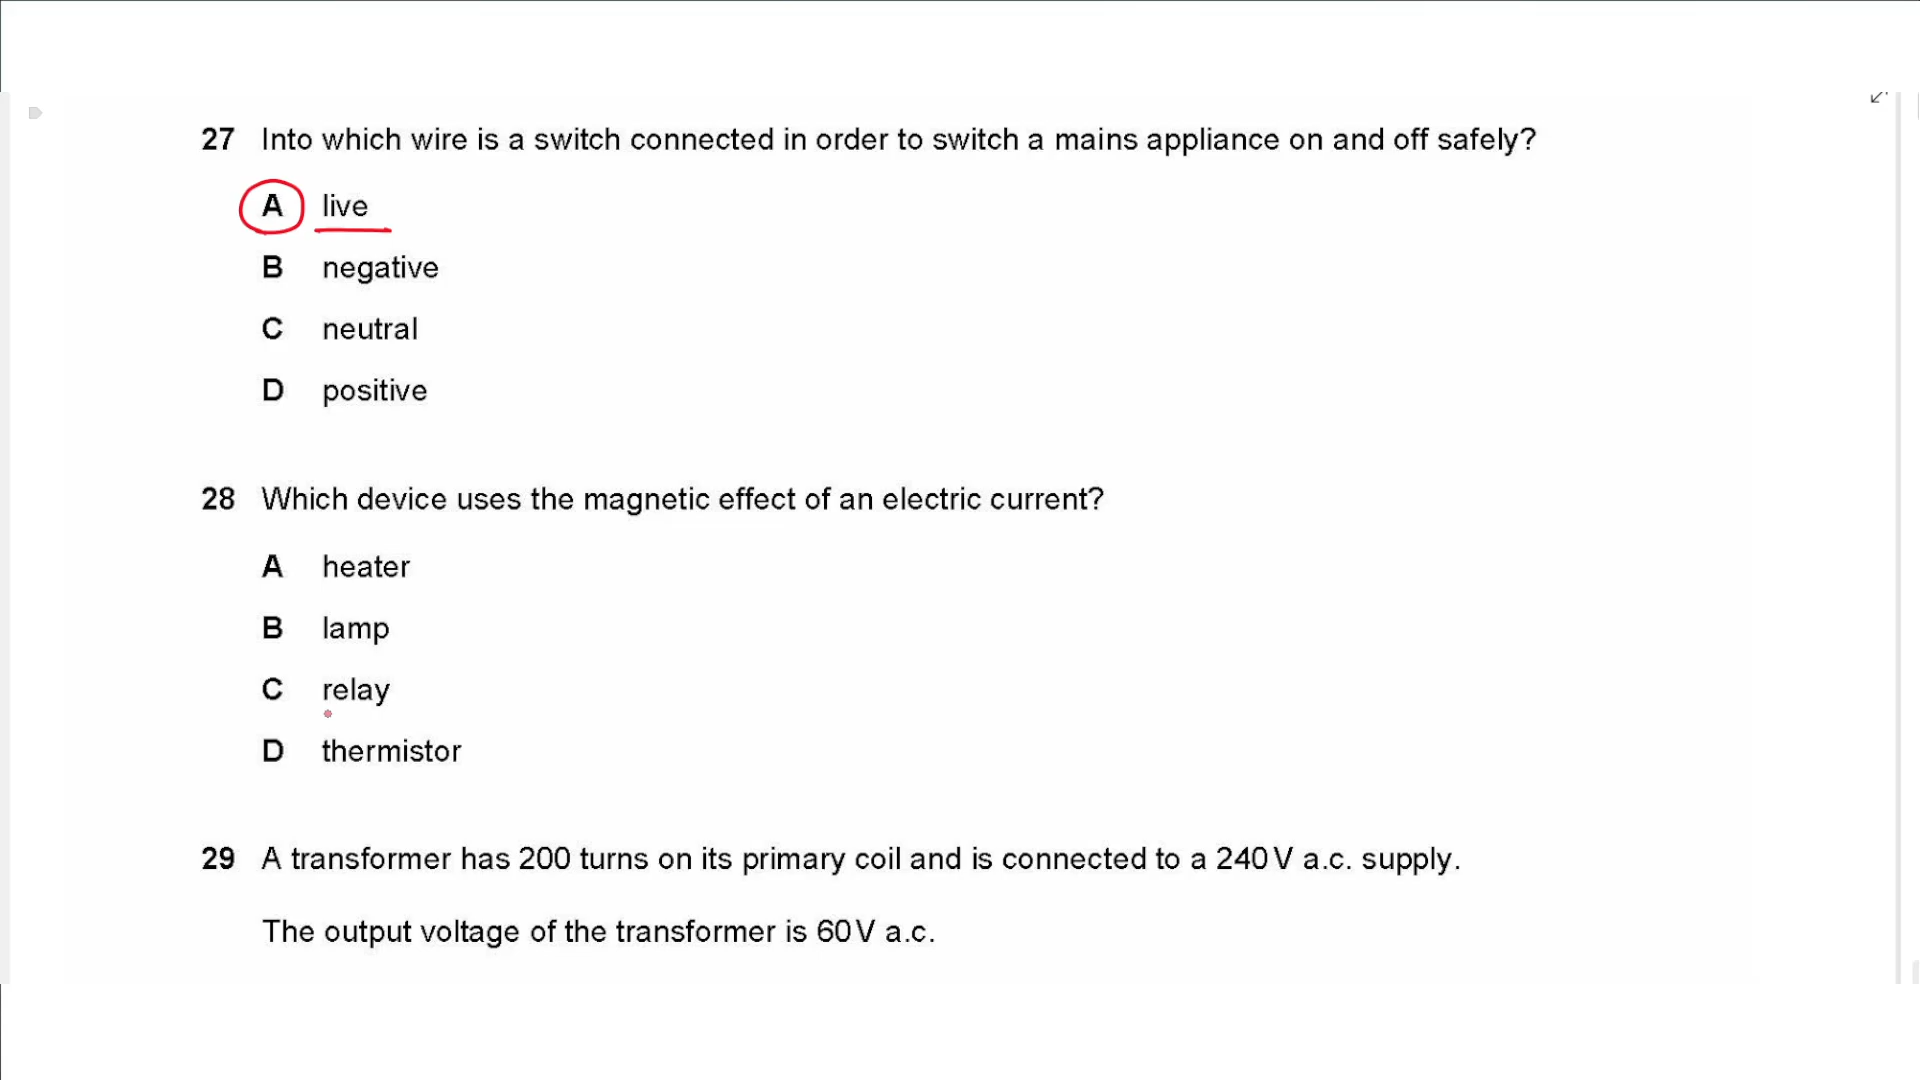 27 Into which wire is a switch connected in order to switch a mains appliance on and off safely?
A live
B negative
C neutral
D positive
28 Which device uses the magnetic effect of an electric current?
A heater
B lamp
C relay
D thermistor
29 A transformer has 200 turns on its primary coil and is connected to a 240 V a.c. supply.
The output voltage of the transformer is 60 V a.c.